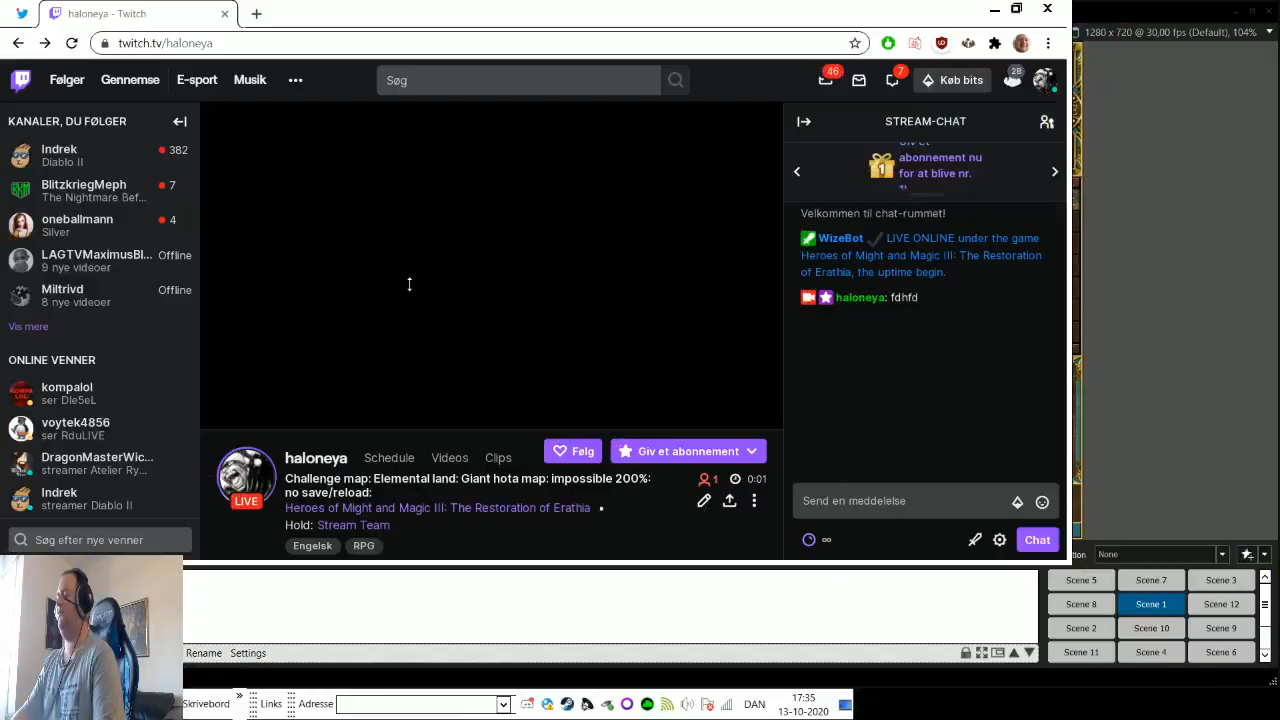 haloneya - Twitch
1280 x 720 @ 30,00 fps (Default), 104%
twitch.tv/haloneya
Følger
Gennemse
E-sport
Musik
Søg
46
7
Køb bits
28
KANALER, DU FØLGER
Indrek
382
Diablo II
BlitzkriegMeph
7
The Nightmare Bef...
oneballmann
4
Silver
LAGTVMaximusBl...
Offline
9 nye videoer
Miltrivd
Offline
8 nye videoer
Vis mere
ONLINE VENNER
kompalol
ser Dle5eL
voytek4856
ser RduLIVE
DragonMasterWic...
streamer Atelier Ry...
Indrek
streamer Diablo II
Søg efter nye venner
STREAM-CHAT
Giv et
abonnement nu
for at blive nr.
1!
1
Velkommen til chat-rummet!
WizeBot LIVE ONLINE under the game
Heroes of Might and Magic III: The Restoration
of Erathia, the uptime begin.
haloneya: fdhfd
haloneya
Schedule
Videos
Clips
Følg
Giv et abonnement
LIVE
Challenge map: Elemental land: Giant hota map: impossible 200%:
no save/reload:
1
0:01
Heroes of Might and Magic III: The Restoration of Erathia •
Hold: Stream Team
Engelsk
RPG
Send en meddelelse
∞
Chat
tion
None
Scene 5
Scene 7
Scene 3
Scene 8
Scene 1
Scene 12
Scene 2
Scene 10
Scene 9
Scene 11
Scene 4
Scene 6
Rename
Settings
Skrivebord
»
Links
Adresse
DAN
17:35
13-10-2020